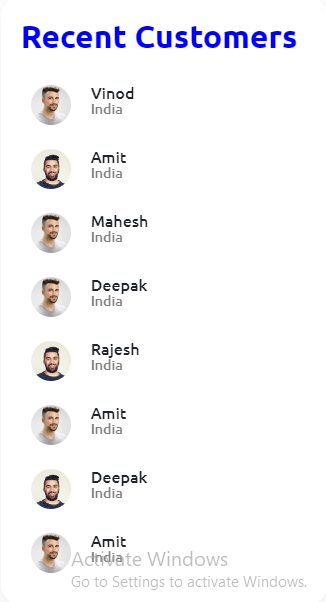 Recent Customers
Vinod
India
Amit
India
Mahesh
India
Deepak
India
Rajesh
India
Amit
India
Deepak
India
Amit
India
Activate Windows
Go to Settings to activate Windows.